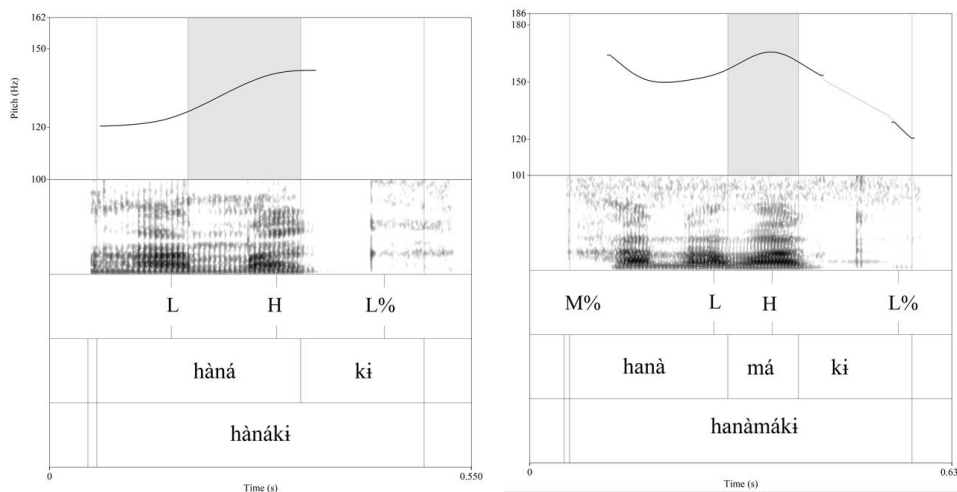 162
150
Pitch (Hz)
120
100
L H L%
hàná kɨ
hànákɨ
0 0.550
Time (s)
186
180
150
120
101
M% L H L%
hanà má kɨ
hanàmákɨ
0 0.63
Time (s)